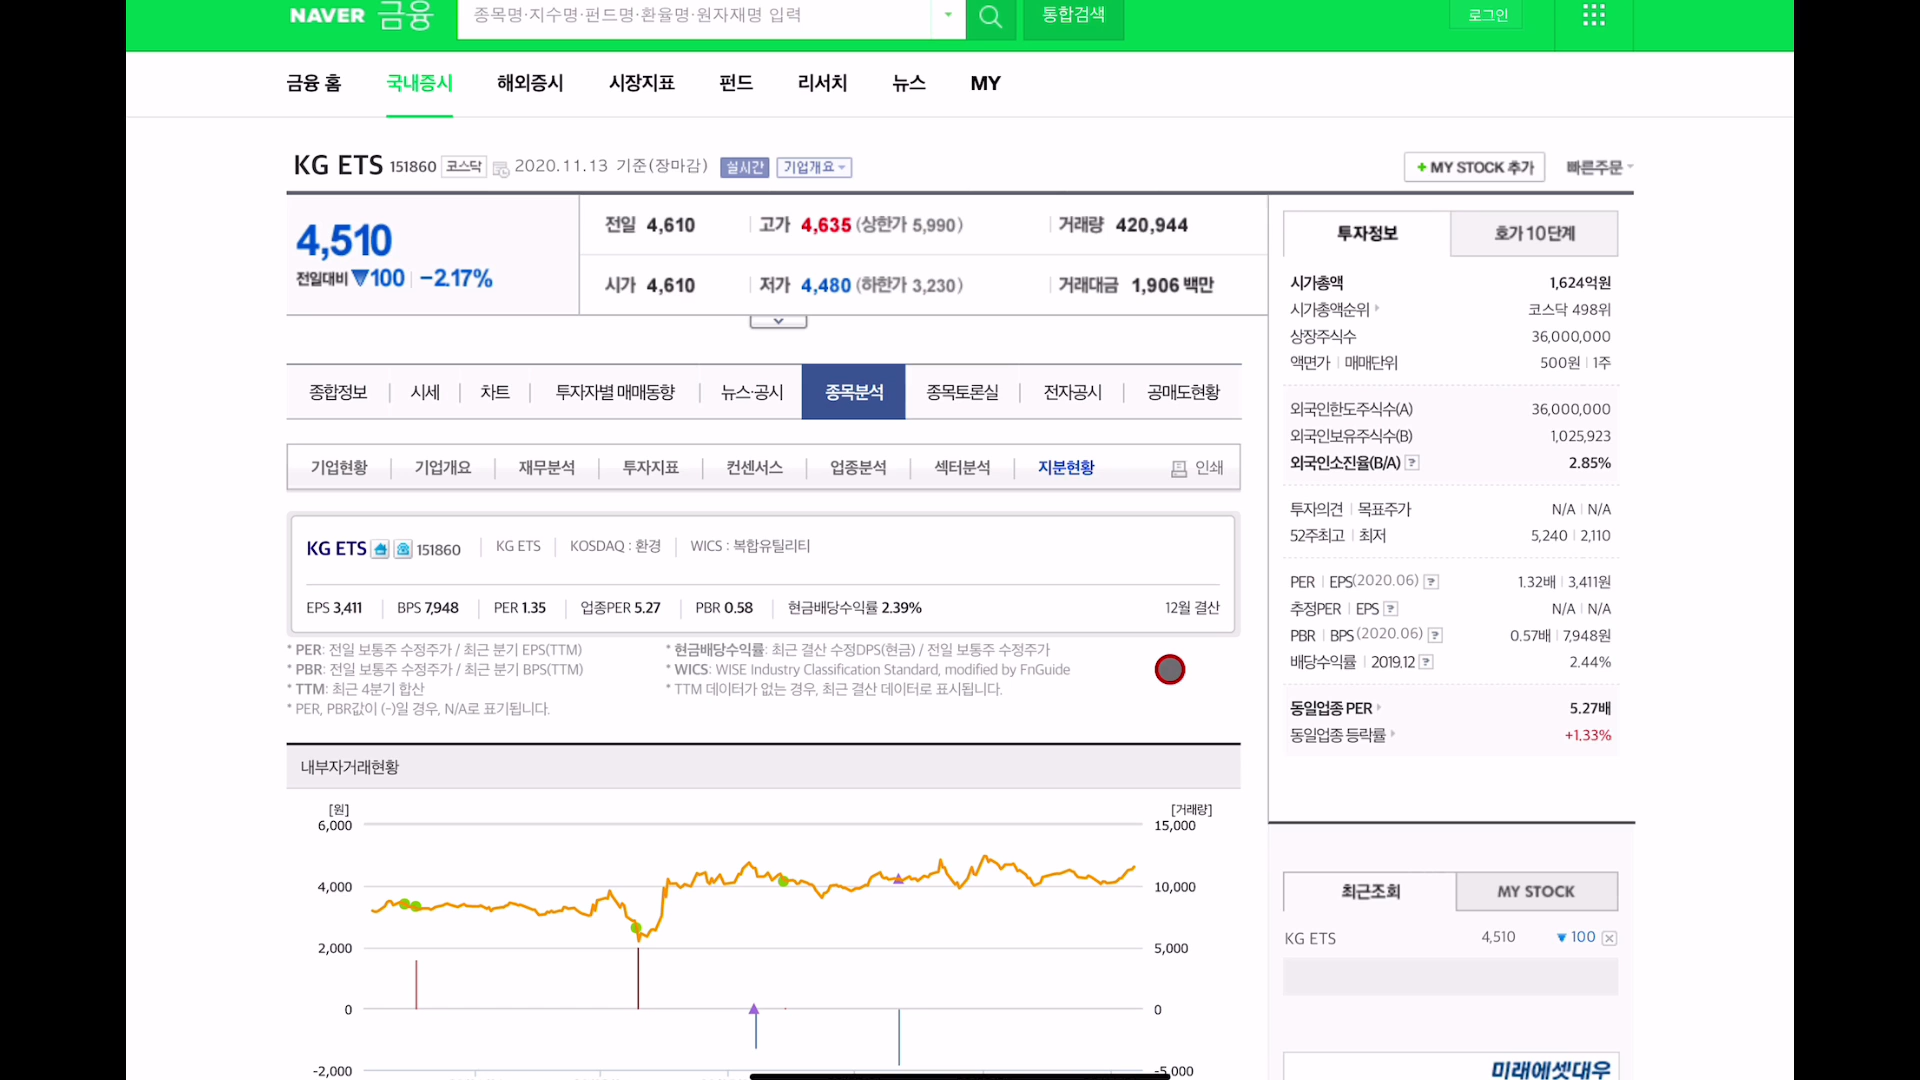 NAVER 금융 종목명·지수명·펀드명·환율명·원자재명 입력 통합검색 로그인
금융 홈 국내증시 해외증시 시장지표 펀드 리서치 뉴스 MY
KG ETS 151860 코스닥 2020.11.13 기준(장마감) 실시간 기업개요 + MY STOCK 추가 빠른주문
4,510
전일대비 ▼100 -2.17%
전일 4,610 고가 4,635 (상한가 5,990) 거래량 420,944
시가 4,610 저가 4,480 (하한가 3,230) 거래대금 1,906 백만
종합정보 시세 차트 투자자별 매매동향 뉴스·공시 종목분석 종목토론실 전자공시 공매도현황
기업현황 기업개요 재무분석 투자지표 컨센서스 업종분석 섹터분석 지분현황 인쇄
KG ETS 151860 KG ETS KOSDAQ : 환경 WICS : 복합유틸리티
EPS 3,411 BPS 7,948 PER 1.35 업종PER 5.27 PBR 0.58 현금배당수익률 2.39% 12월 결산
* PER: 전일 보통주 수정주가 / 최근 분기 EPS(TTM)
* PBR: 전일 보통주 수정주가 / 최근 분기 BPS(TTM)
* TTM: 최근 4분기 합산
* PER, PBR값이 (-)일 경우, N/A로 표기됩니다.
* 현금배당수익률: 최근 결산 수정DPS(현금) / 전일 보통주 수정주가
* WICS: WISE Industry Classification Standard, modified by FnGuide
* TTM 데이터가 없는 경우, 최근 결산 데이터로 표시됩니다.
내부자거래현황
[원] [거래량]
6,000 15,000
4,000 10,000
2,000 5,000
0 0
-2,000 -5,000
투자정보 호가 10단계
시가총액 1,624억원
시가총액순위 코스닥 498위
상장주식수 36,000,000
액면가 매매단위 500원 1주
외국인한도주식수(A) 36,000,000
외국인보유주식수(B) 1,025,923
외국인소진율(B/A) ? 2.85%
투자의견 목표주가 N/A N/A
52주최고 최저 5,240 2,110
PER EPS(2020.06) ? 1.32배 3,411원
추정PER EPS ? N/A N/A
PBR BPS (2020.06) ? 0.57배 7,948원
배당수익률 2019.12 ? 2.44%
동일업종 PER 5.27배
동일업종 등락률 +1.33%
최근조회 MY STOCK
KG ETS 4,510 ▼ 100
미래에셋대우